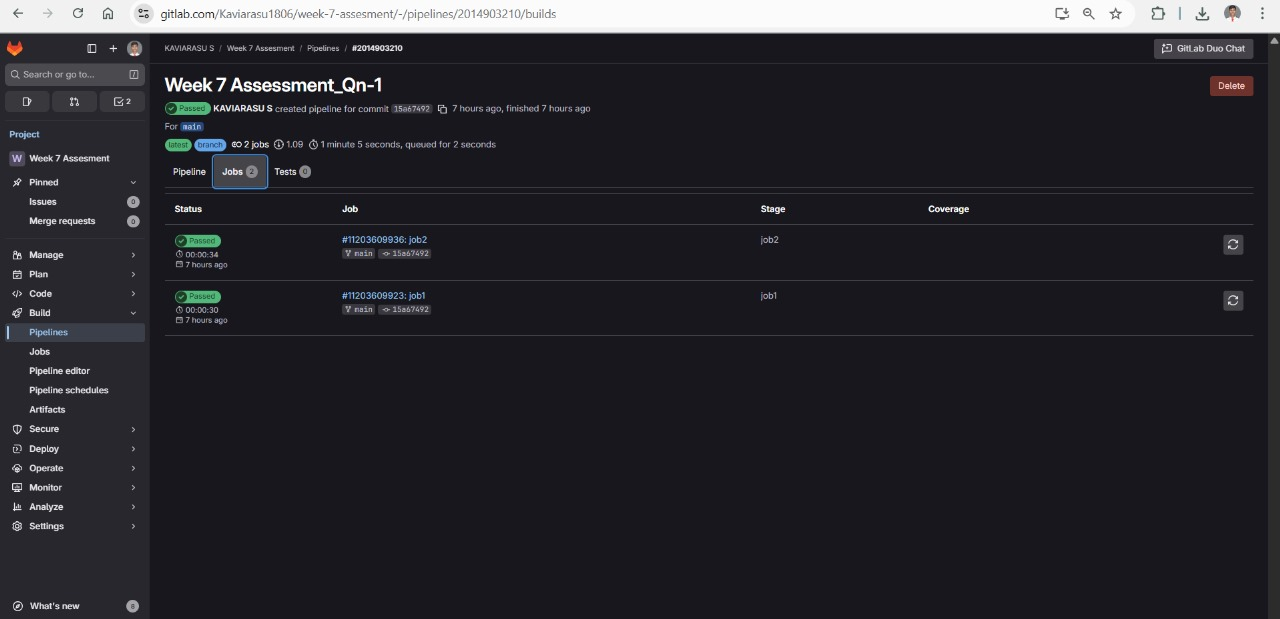 gitlab.com/Kaviarasu1806/week-7-assesment/-/pipelines/2014903210/builds
KAVIARASU S / Week 7 Assesment / Pipelines / #2014903210
GitLab Duo Chat
Search or go to... /
2
Project
W Week 7 Assesment
Pinned
Issues 0
Merge requests 0
Manage
Plan
Code
Build
Pipelines
Jobs
Pipeline editor
Pipeline schedules
Artifacts
Secure
Deploy
Operate
Monitor
Analyze
Settings
What's new 8
Week 7 Assessment_Qn-1
Delete
Passed KAVIARASU S created pipeline for commit 15a67492 7 hours ago, finished 7 hours ago
For main
latest branch 2 jobs 1.09 1 minute 5 seconds, queued for 2 seconds
Pipeline Jobs 2 Tests 0
Status Job Stage Coverage
Passed #11203609936: job2 job2
00:00:34 main 15a67492
7 hours ago
Passed #11203609923: job1 job1
00:00:30 main 15a67492
7 hours ago